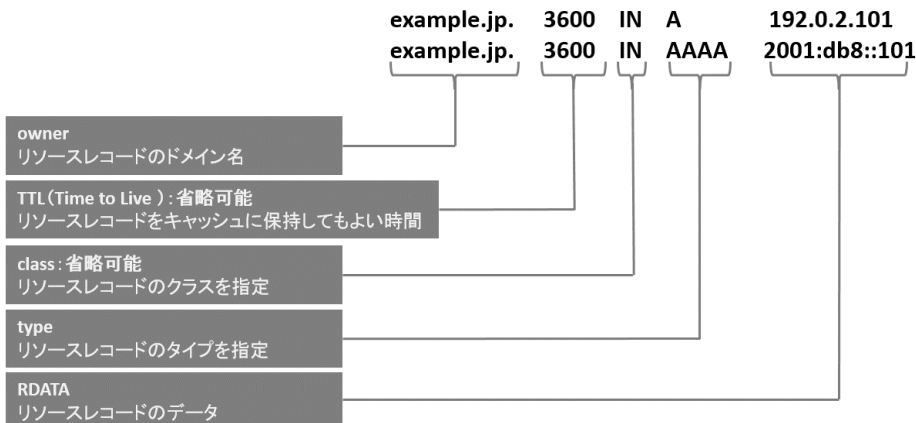 example.jp. 3600 IN A 192.0.2.101
example.jp. 3600 IN AAAA 2001:db8::101
owner
リソースレコードのドメイン名
TTL(Time to Live ):省略可能
リソースレコードをキャッシュに保持してもよい時間
class:省略可能
リソースレコードのクラスを指定
type
リソースレコードのタイプを指定
RDATA
リソースレコードのデータ